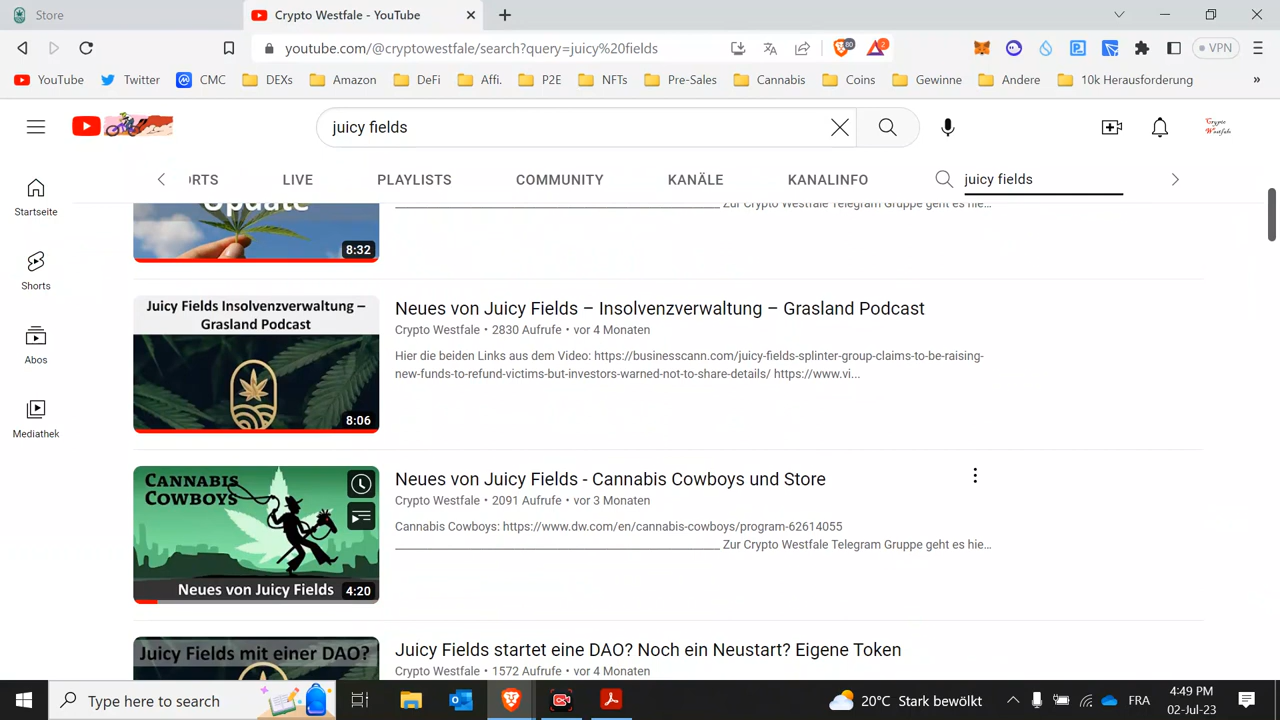 Store
Crypto Westfale - YouTube
youtube.com/@cryptowestfale/search?query=juicy%20fields
80
2
VPN
YouTube
Twitter
CMC
DEXs
Amazon
DeFi
Affi.
P2E
NFTs
Pre-Sales
Cannabis
Coins
Gewinne
Andere
10k Herausforderung
»
juicy fields
Crypto
Westfale
ORTS
LIVE
PLAYLISTS
COMMUNITY
KANÄLE
KANALINFO
juicy fields
Startseite
Shorts
Abos
Mediathek
Update
8:32
Zur Crypto Westfale Telegram Gruppe geht es hie...
Juicy Fields Insolvenzverwaltung –
Grasland Podcast
8:06
Neues von Juicy Fields – Insolvenzverwaltung – Grasland Podcast
Crypto Westfale • 2830 Aufrufe • vor 4 Monaten
Hier die beiden Links aus dem Video: https://businesscann.com/juicy-fields-splinter-group-claims-to-be-raising-
new-funds-to-refund-victims-but-investors-warned-not-to-share-details/ https://www.vi...
CANNABIS
COWBOYS
Neues von Juicy Fields
4:20
Neues von Juicy Fields - Cannabis Cowboys und Store
Crypto Westfale • 2091 Aufrufe • vor 3 Monaten
Cannabis Cowboys: https://www.dw.com/en/cannabis-cowboys/program-62614055
Zur Crypto Westfale Telegram Gruppe geht es hie...
Juicy Fields mit einer DAO?
Juicy Fields startet eine DAO? Noch ein Neustart? Eigene Token
Crypto Westfale • 1572 Aufrufe • vor 4 Monaten
Type here to search
20°C Stark bewölkt
FRA
4:49 PM
02-Jul-23